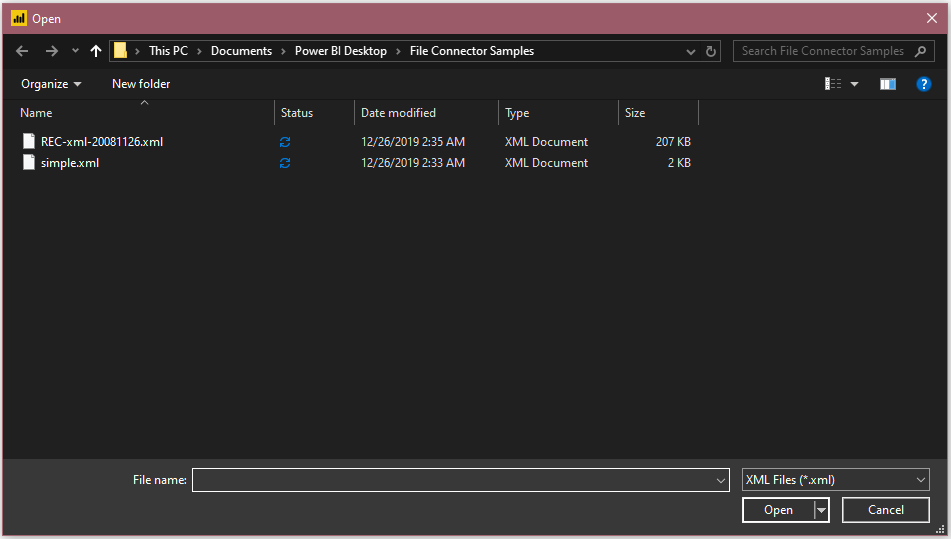 Open
This PC > Documents > Power BI Desktop > File Connector Samples
Search File Connector Samples
Organize
New folder
?
Name Status Date modified Type Size
REC-xml-20081126.xml 12/26/2019 2:35 AM XML Document 207 KB
simple.xml 12/26/2019 2:33 AM XML Document 2 KB
File name:
XML Files (*.xml)
Open
Cancel